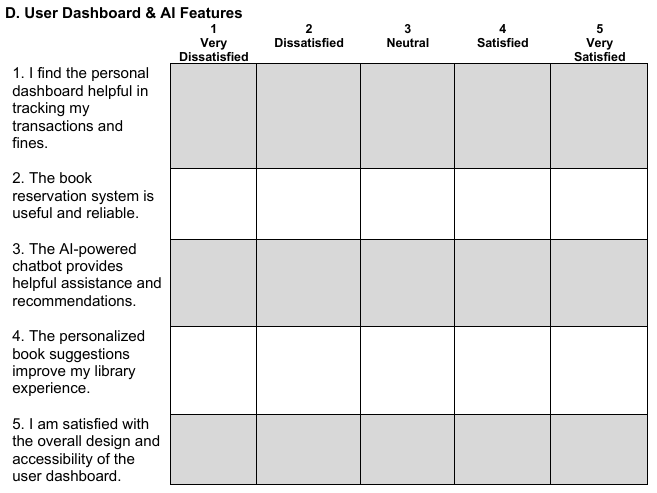 D. User Dashboard & AI Features
1 2 3 4 5
Very Dissatisfied Neutral Satisfied Very
Dissatisfied Satisfied
1. I find the personal
dashboard helpful in
tracking my
transactions and
fines.
2. The book
reservation system is
useful and reliable.
3. The AI-powered
chatbot provides
helpful assistance and
recommendations.
4. The personalized
book suggestions
improve my library
experience.
5. I am satisfied with
the overall design and
accessibility of the
user dashboard.